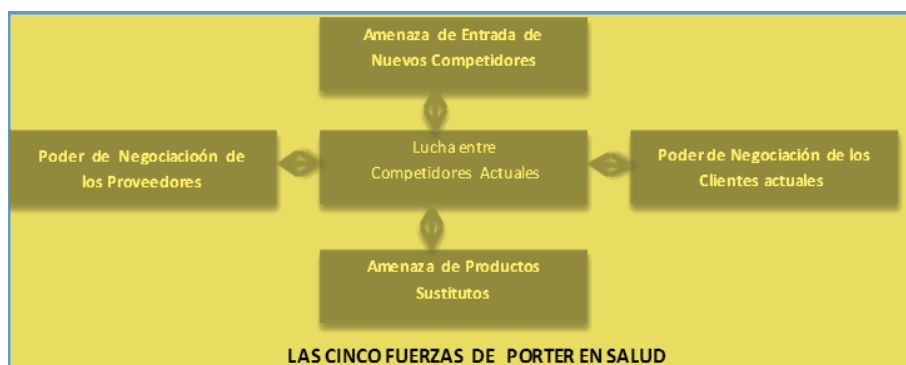 Amenaza de Entrada de
Nuevos Competidores
Poder de Negociacioón de
los Proveedores
Lucha entre
Competidores Actuales
Poder de Negociación de los
Clientes actuales
Amenaza de Productos
Sustitutos
LAS CINCO FUERZAS DE PORTER EN SALUD